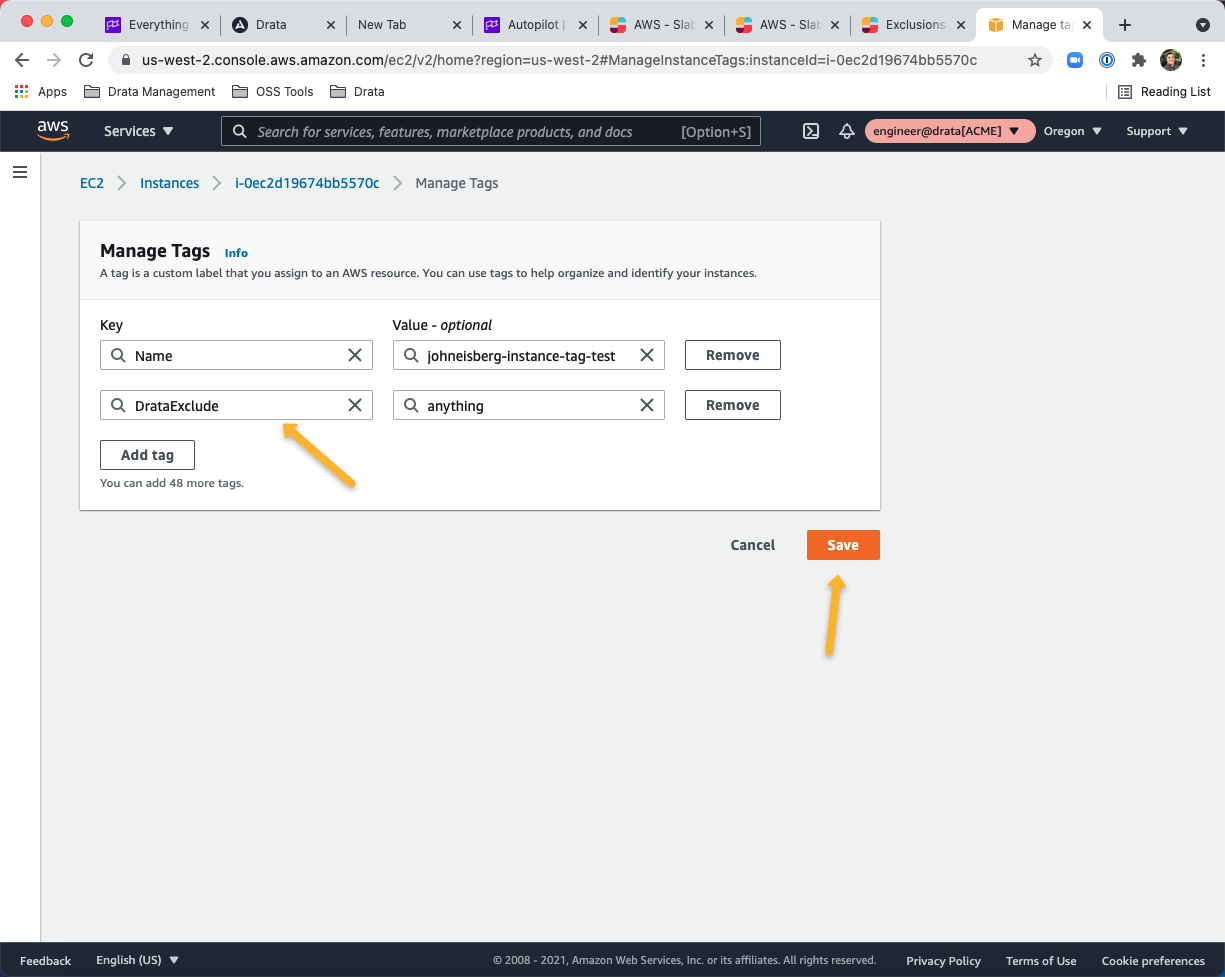 Everything
Drata
New Tab
Autopilot |
AWS - Slab
AWS - Slab
Exclusions
Manage tag
us-west-2.console.aws.amazon.com/ec2/v2/home?region=us-west-2#ManageInstanceTags:instanceId=i-0ec2d19674bb5570c
Apps
Drata Management
OSS Tools
Drata
Reading List
aws
Services
Search for services, features, marketplace products, and docs
[Option+S]
engineer@drata[ACME]
Oregon
Support
EC2
Instances
i-0ec2d19674bb5570c
Manage Tags
Manage Tags Info
A tag is a custom label that you assign to an AWS resource. You can use tags to help organize and identify your instances.
Key
Value - optional
Name
johneisberg-instance-tag-test
Remove
DrataExclude
anything
Remove
Add tag
You can add 48 more tags.
Cancel
Save
Feedback
English (US)
© 2008 - 2021, Amazon Web Services, Inc. or its affiliates. All rights reserved.
Privacy Policy
Terms of Use
Cookie preferences